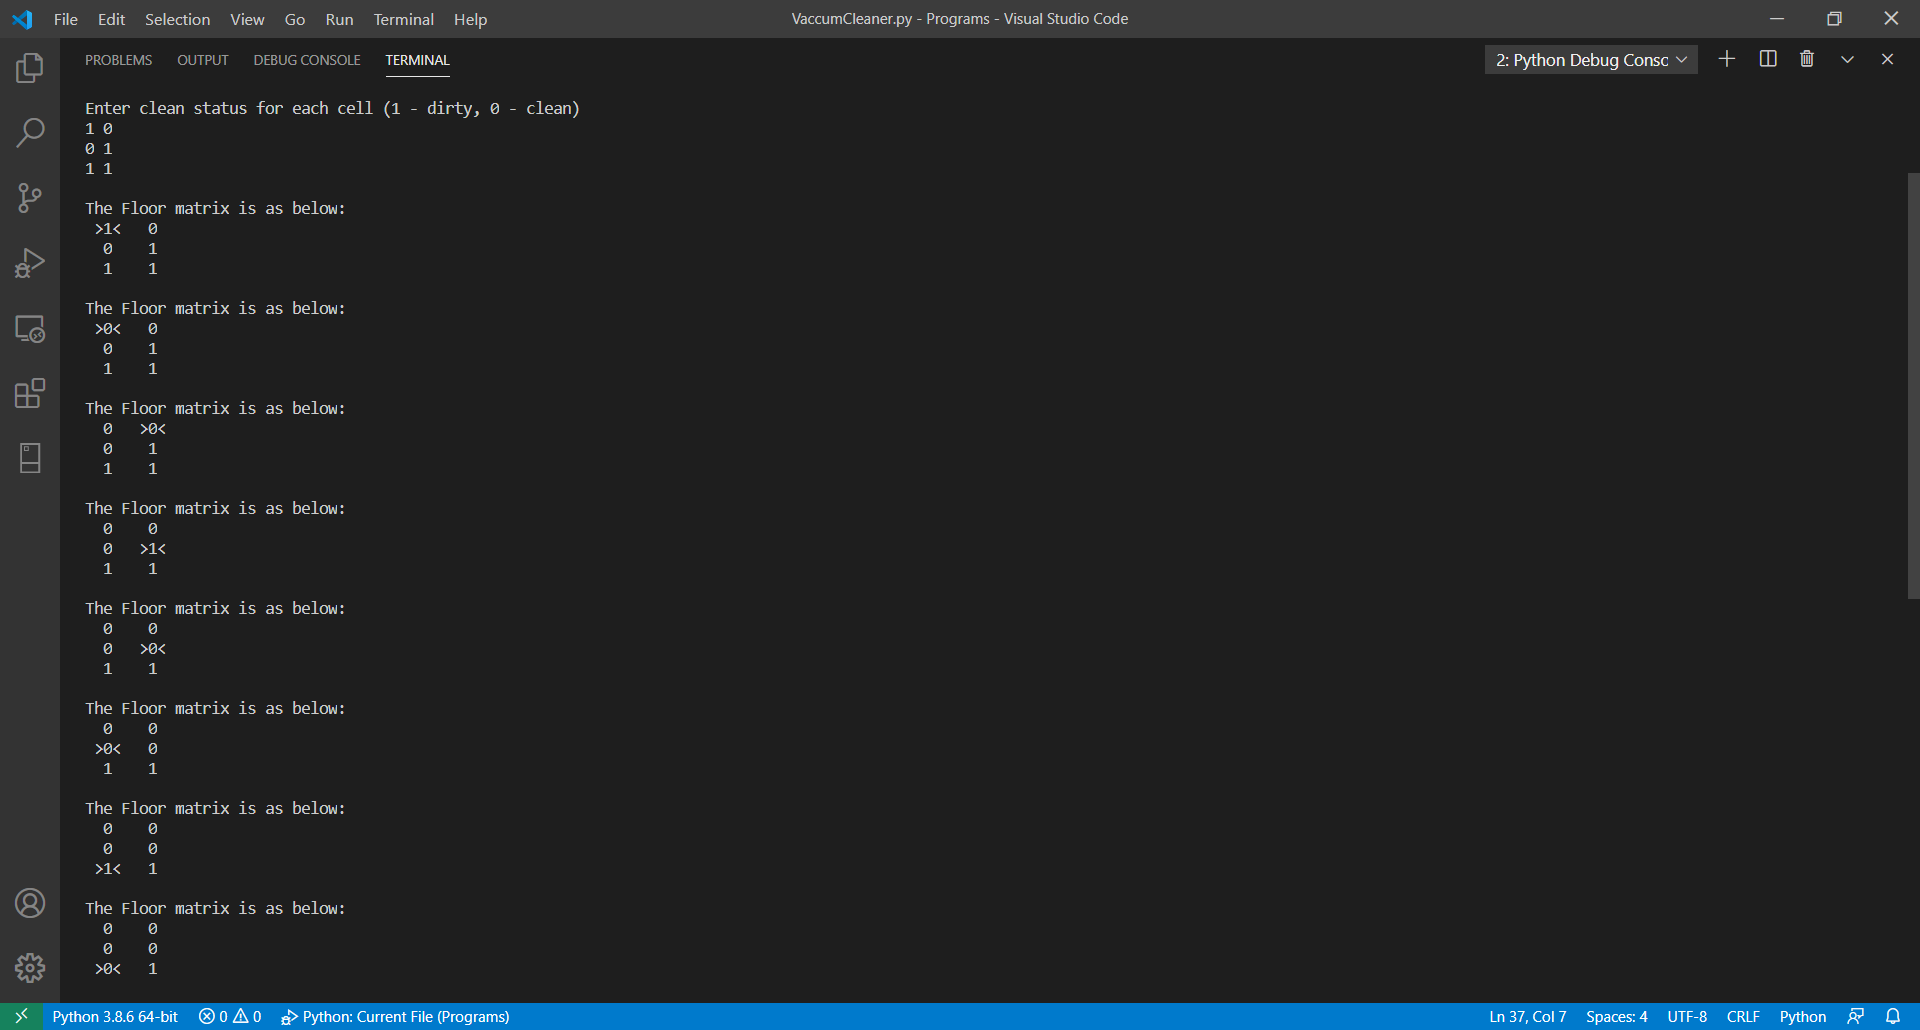 File Edit Selection View Go Run Terminal Help VaccumCleaner.py - Programs - Visual Studio Code
PROBLEMS OUTPUT DEBUG CONSOLE TERMINAL 2: Python Debug Consc
Enter clean status for each cell (1 - dirty, 0 - clean)
1 0
0 1
1 1
The Floor matrix is as below:
>1< 0
0 1
1 1
The Floor matrix is as below:
>0< 0
0 1
1 1
The Floor matrix is as below:
0 >0<
0 1
1 1
The Floor matrix is as below:
0 0
0 >1<
1 1
The Floor matrix is as below:
0 0
0 >0<
1 1
The Floor matrix is as below:
0 0
>0< 0
1 1
The Floor matrix is as below:
0 0
0 0
>1< 1
The Floor matrix is as below:
0 0
0 0
>0< 1
Python 3.8.6 64-bit 0 0 Python: Current File (Programs) Ln 37, Col 7 Spaces: 4 UTF-8 CRLF Python